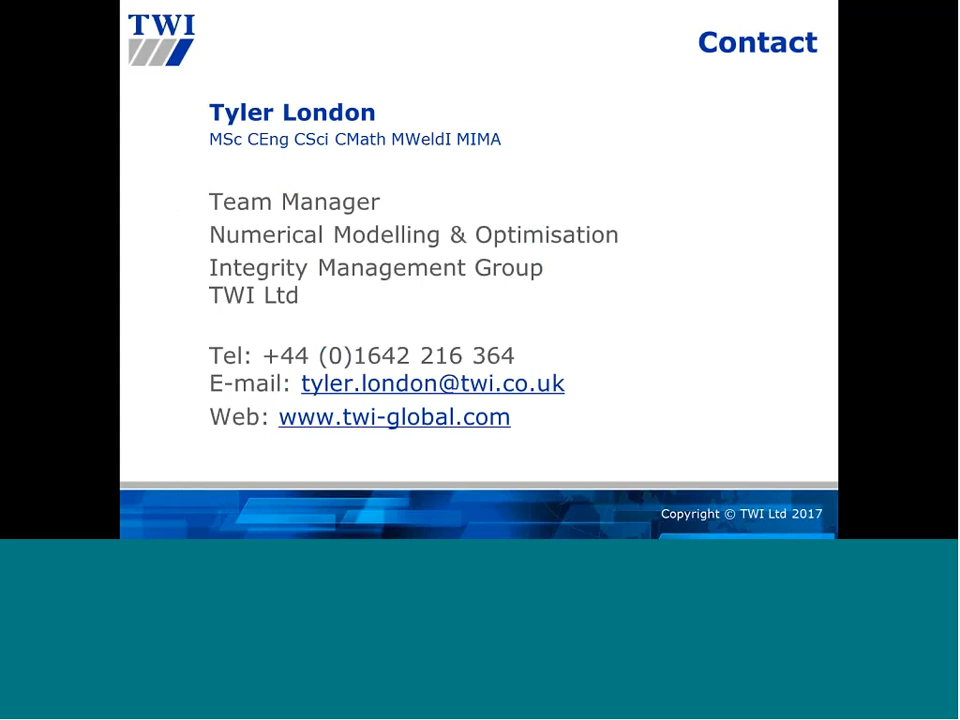 TWI
Contact
Tyler London
MSc CEng CSci CMath MWeldI MIMA
Team Manager
Numerical Modelling & Optimisation
Integrity Management Group
TWI Ltd
Tel: +44 (0)1642 216 364
E-mail: tyler.london@twi.co.uk
Web: www.twi-global.com
Copyright © TWI Ltd 2017